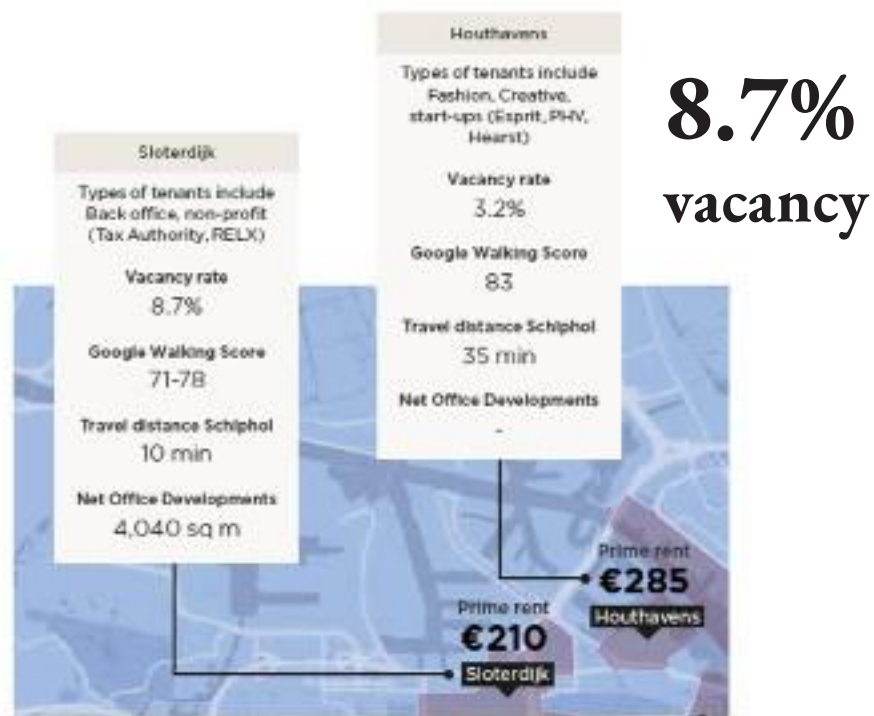 Houthavens
Types of tenants include
Fashion, Creative,
start-ups (Esprit, PHV,
Hearst)
Vacancy rate
3.2%
Google Walking Score
83
Travel distance Schiphol
35 min
Net Office Developments
-
8.7%
vacancy
Sloterdijk
Types of tenants include
Back office, non-profit
(Tax Authority, RELX)
Vacancy rate
8.7%
Google Walking Score
71-78
Travel distance Schiphol
10 min
Net Office Developments
4,040 sq m
Prime rent
€285
Houthavens
Prime rent
€210
Sloterdijk